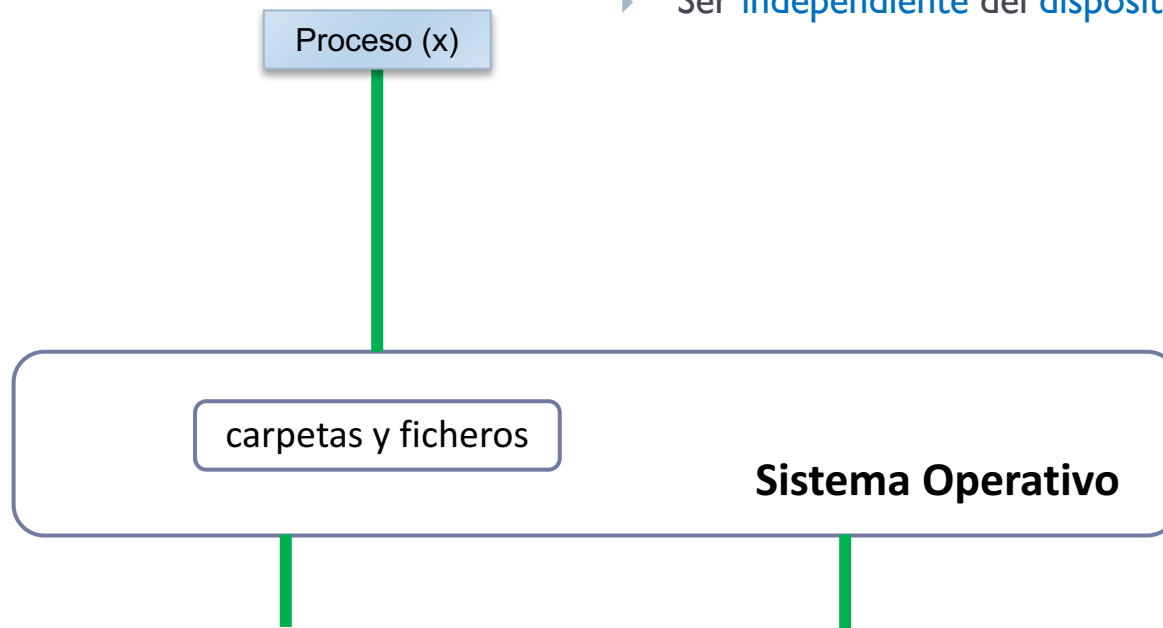 Ser independiente del
Proceso (x)
carpetas y ficheros
Sistema Operativo